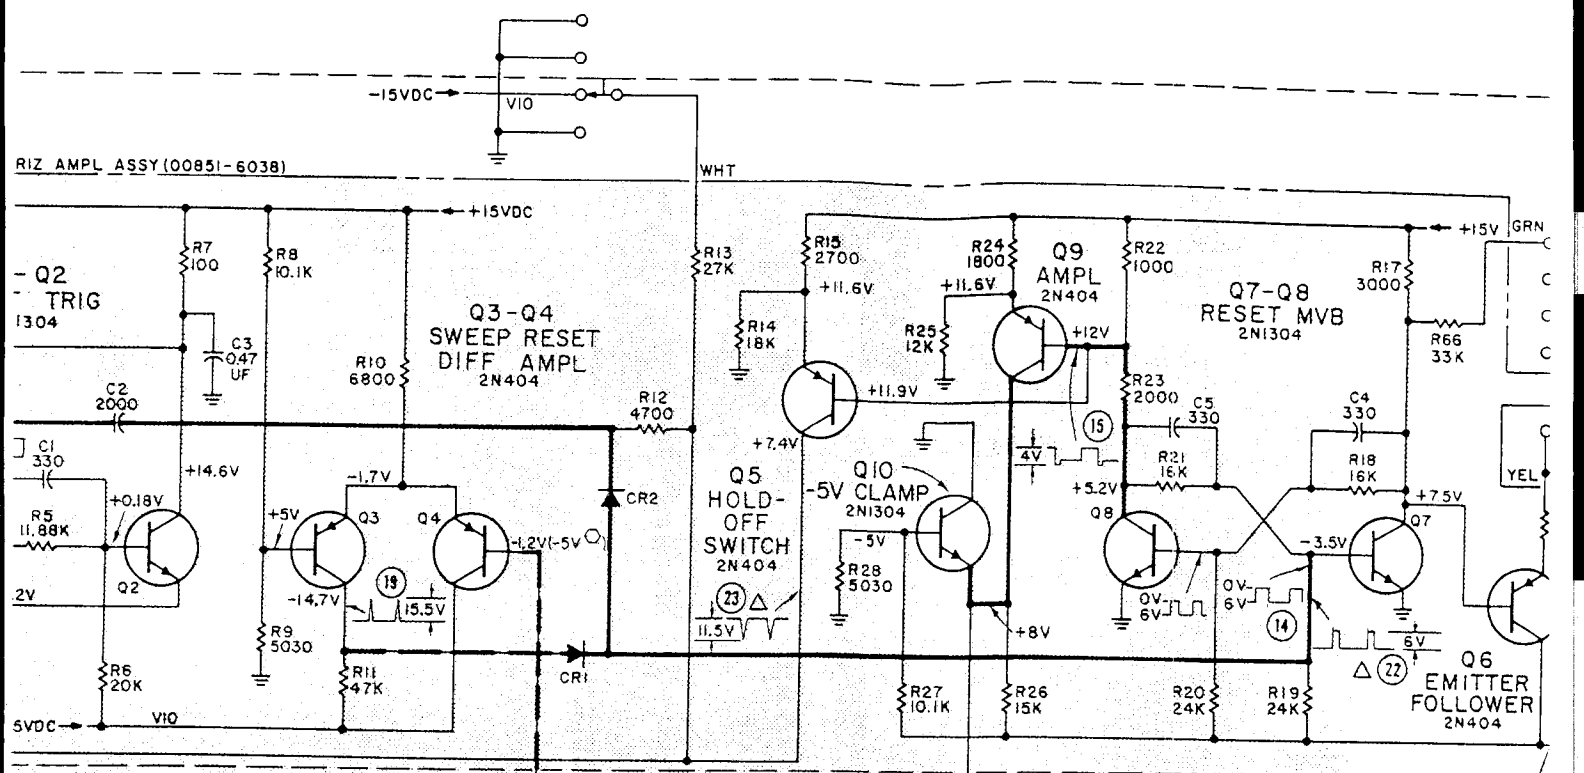 -15VDC
V10
RIZ AMPL ASSY (00851-6038)
WHT
+15VDC
+15V
GRN
R7
100
R8
10.1K
R13
27K
R15
2700
R24
1800
Q9
AMPL
2N404
R22
1000
R17
3000
- Q2
TRIG
1304
Q3-Q4
SWEEP RESET
DIFF AMPL
2N404
+11.6V
+11.6V
Q7-Q8
RESET MVB
2N1304
C3
0.47
UF
R10
6800
R14
18K
R25
12K
+12V
R66
33K
C2
2000
R12
4700
+11.9V
R23
2000
C5
330
C4
330
C1
330
+14.6V
+7.4V
15
4V
R21
16K
R18
16K
-1.7V
CR2
Q5
HOLD-
OFF
SWITCH
2N404
Q10
-5V CLAMP
2N1304
+5.2V
YEL
+7.5V
+0.18V
R5
11.88K
+5V
Q3
Q4
-1.2V(-5V )
-5V
Q8
Q7
-3.5V
Q2
.2V
-14.7V
19
15.5V
R28
5030
23
11.5V
0V
6V
0V
6V
14
R9
5030
+8V
6V
22
R6
20K
R11
47K
CR1
R27
10.1K
R26
15K
R20
24K
R19
24K
Q6
EMITTER
FOLLOWER
2N404
5VDC
V10